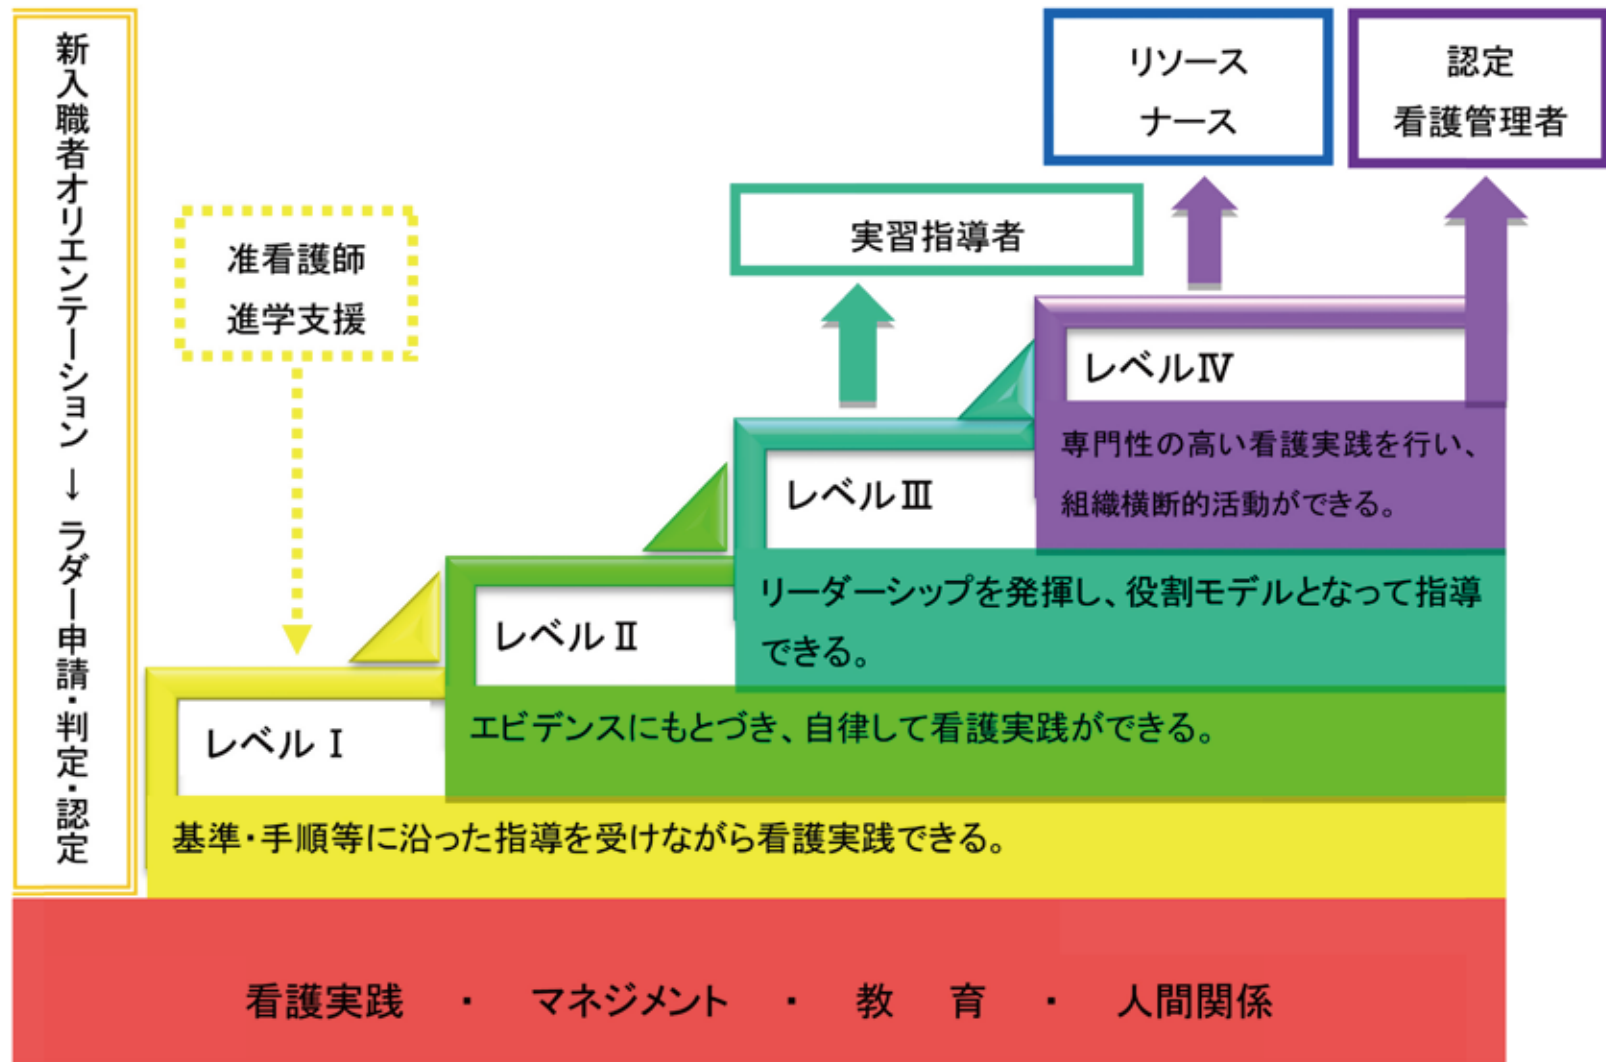 新入職者オリエンテーション → ラダー申請・判定・認定
准看護師
進学支援
実習指導者
リソース
ナース
認定
看護管理者
レベルⅣ
専門性の高い看護実践を行い、
組織横断的活動ができる。
レベルⅢ
リーダーシップを発揮し、役割モデルとなって指導
できる。
レベルⅡ
エビデンスにもとづき、自律して看護実践ができる。
レベルⅠ
基準・手順等に沿った指導を受けながら看護実践できる。
看護実践 ・ マネジメント ・ 教 育 ・ 人間関係